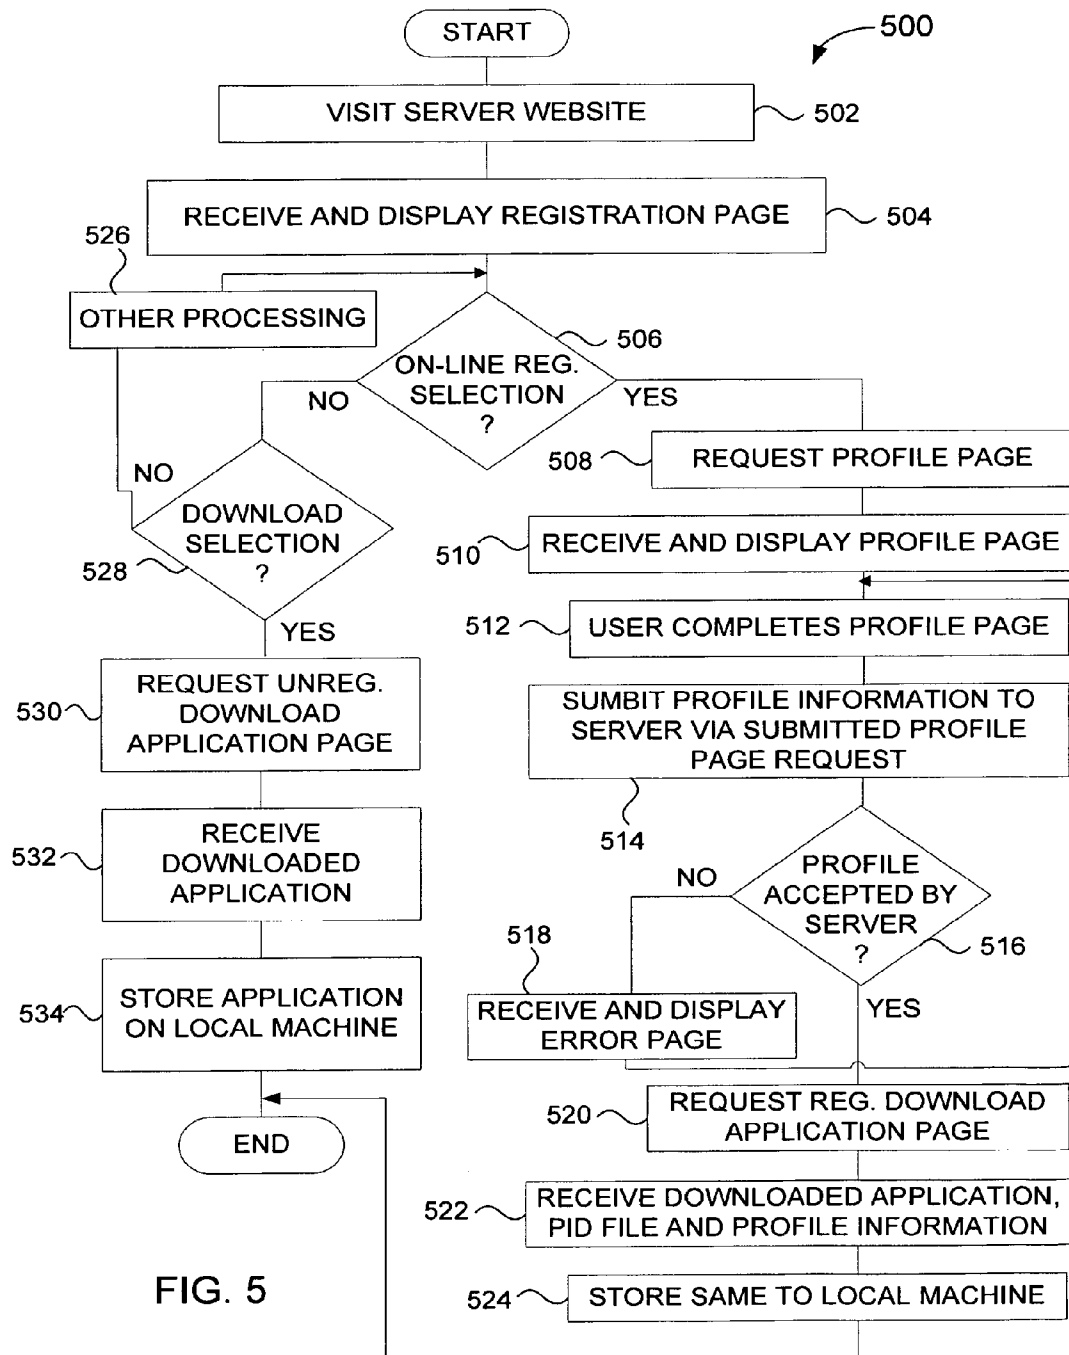 START
500
VISIT SERVER WEBSITE
502
RECEIVE AND DISPLAY REGISTRATION PAGE
504
526
OTHER PROCESSING
506
ON-LINE REG.
SELECTION
?
NO
YES
508
REQUEST PROFILE PAGE
NO
DOWNLOAD
SELECTION
?
528
510
RECEIVE AND DISPLAY PROFILE PAGE
YES
512
USER COMPLETES PROFILE PAGE
530
REQUEST UNREG.
DOWNLOAD
APPLICATION PAGE
SUMBIT PROFILE INFORMATION TO
SERVER VIA SUBMITTED PROFILE
PAGE REQUEST
514
532
RECEIVE
DOWNLOADED
APPLICATION
PROFILE
ACCEPTED BY
SERVER
?
NO
516
518
YES
534
STORE APPLICATION
ON LOCAL MACHINE
RECEIVE AND DISPLAY
ERROR PAGE
520
REQUEST REG. DOWNLOAD
APPLICATION PAGE
END
522
RECEIVE DOWNLOADED APPLICATION,
PID FILE AND PROFILE INFORMATION
524
STORE SAME TO LOCAL MACHINE
FIG. 5